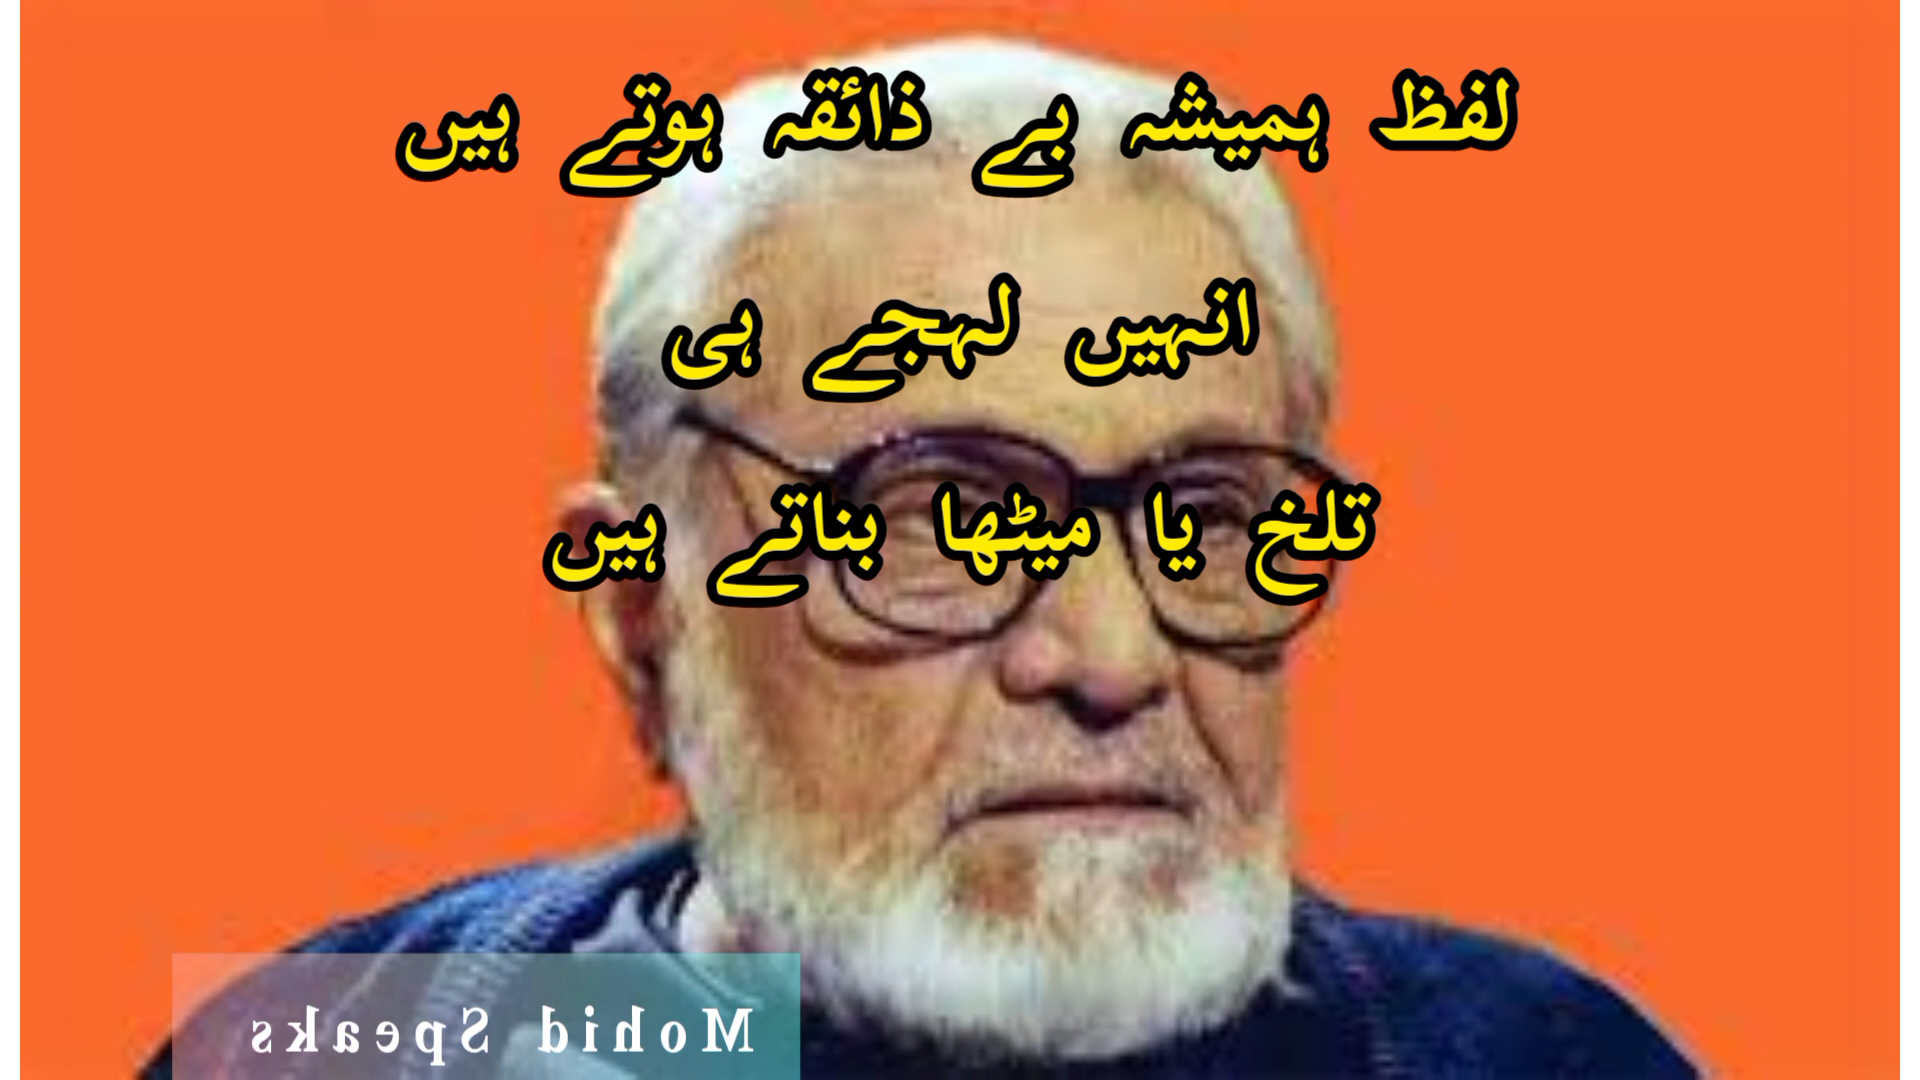 لفظ ہمیشہ بے ذائقہ ہوتے ہیں
انہیں لہجے ہی
تلخ یا میٹھا بناتے ہیں
Mohid Speaks